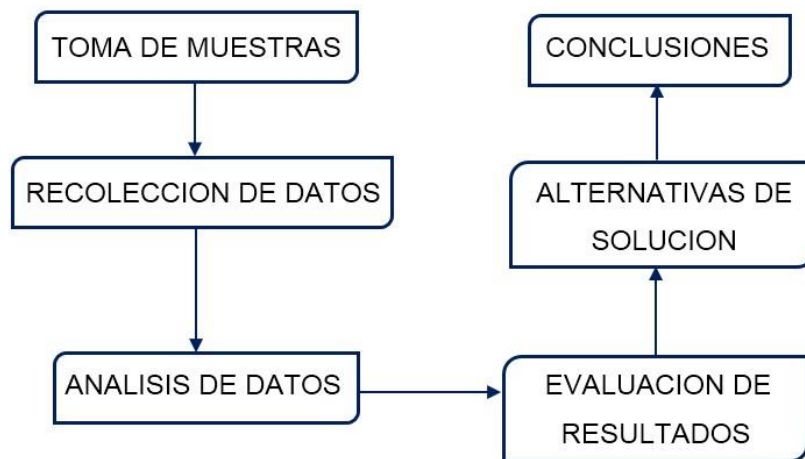 TOMA DE MUESTRAS
RECOLECCION DE DATOS
ANALISIS DE DATOS
EVALUACION DE
RESULTADOS
ALTERNATIVAS DE
SOLUCION
CONCLUSIONES